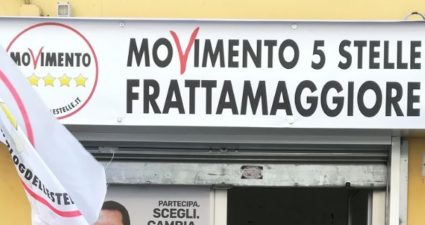 MOVIMENTO
MOVIMENTO 5 STELLE
FRATTAMAGGIORE
PARTECIPA.
SCEGLI.
CAMBIA.